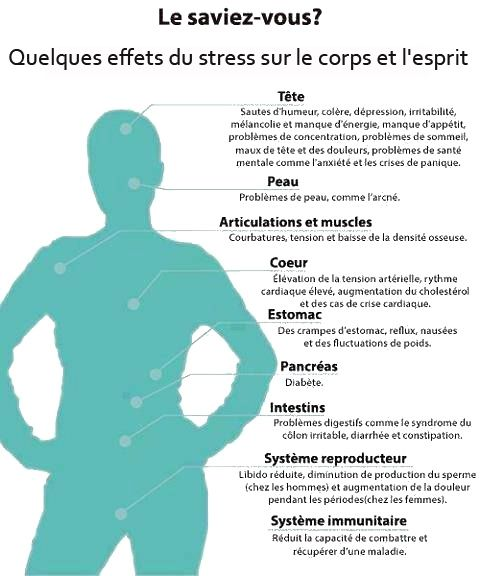 Le saviez-vous?
Quelques effets du stress sur le corps et l'esprit
Tête
Sautes d'humeur, colère, dépression, irritabilité,
mélancolie et manque d'énergie, manque d'appétit,
problèmes de concentration, problèmes de sommeil,
maux de tête et des douleurs, problèmes de santé
mentale comme l'anxiété et les crises de panique.
Peau
Problèmes de peau, comme l'arcné.
Articulations et muscles
Courbatures, tension et baisse de la densité osseuse.
Coeur
Élévation de la tension artérielle, rythme
cardiaque élevé, augmentation du choléstérol
et des cas de crise cardiaque.
Estomac
Des crampes d'estomac, reflux, nausées
et des fluctuations de poids.
Pancréas
Diabète.
Intestins
Problèmes digestifs comme le syndrome du
côlon irritable, diarrhée et constipation.
Système reproducteur
Libido réduite, diminution de production du sperme
(chez les hommes) et augmentation de la douleur
pendant les périodes(chez les femmes).
Système immunitaire
Réduit la capacité de combattre et
récupérer d'une maladie.